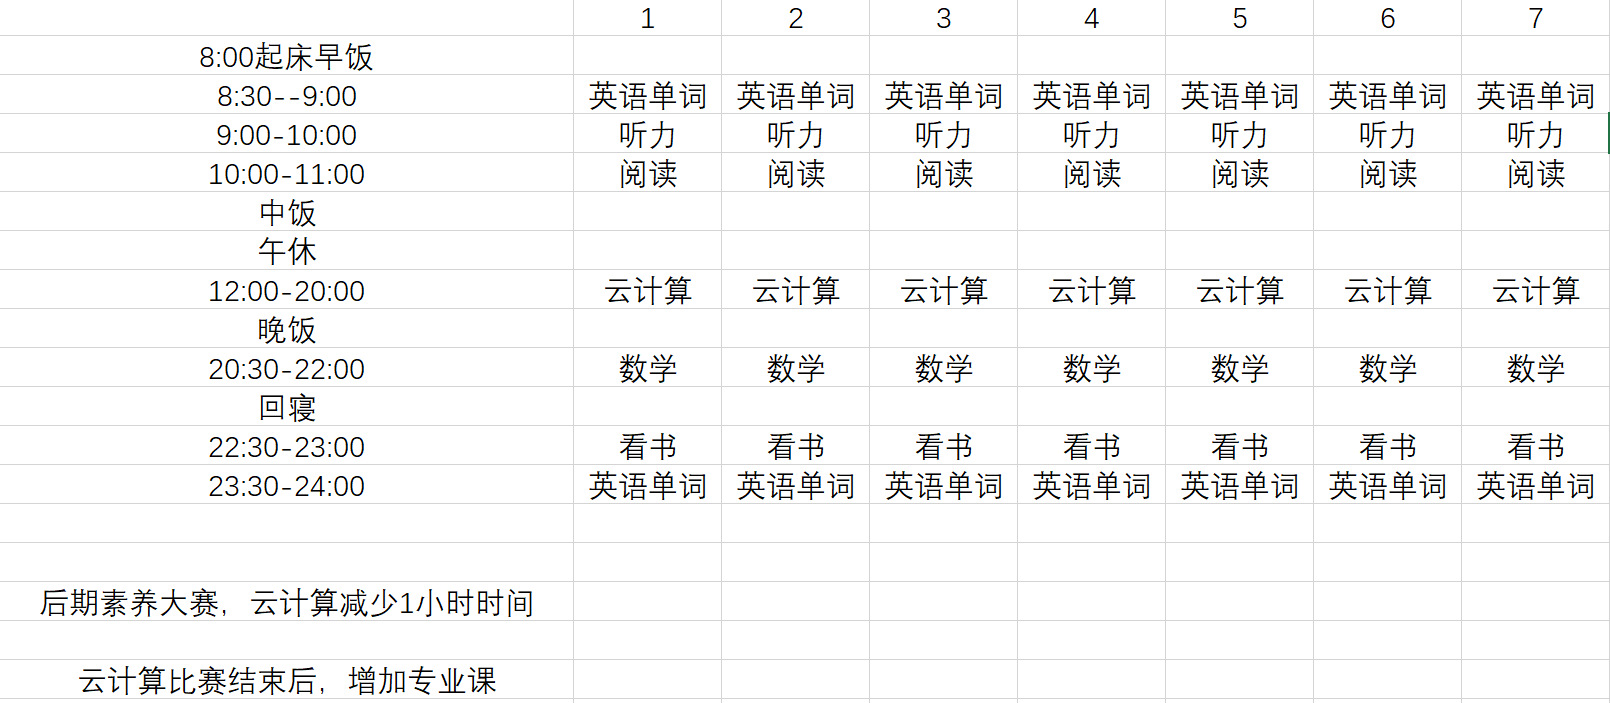 1 2 3 4 5 6 7
8:00起床早饭
8:30--9:00 英语单词 英语单词 英语单词 英语单词 英语单词 英语单词 英语单词
9:00-10:00 听力 听力 听力 听力 听力 听力 听力
10:00-11:00 阅读 阅读 阅读 阅读 阅读 阅读 阅读
中饭
午休
12:00-20:00 云计算 云计算 云计算 云计算 云计算 云计算 云计算
晚饭
20:30-22:00 数学 数学 数学 数学 数学 数学 数学
回寝
22:30-23:00 看书 看书 看书 看书 看书 看书 看书
23:30-24:00 英语单词 英语单词 英语单词 英语单词 英语单词 英语单词 英语单词
后期素养大赛，云计算减少1小时时间
云计算比赛结束后，增加专业课